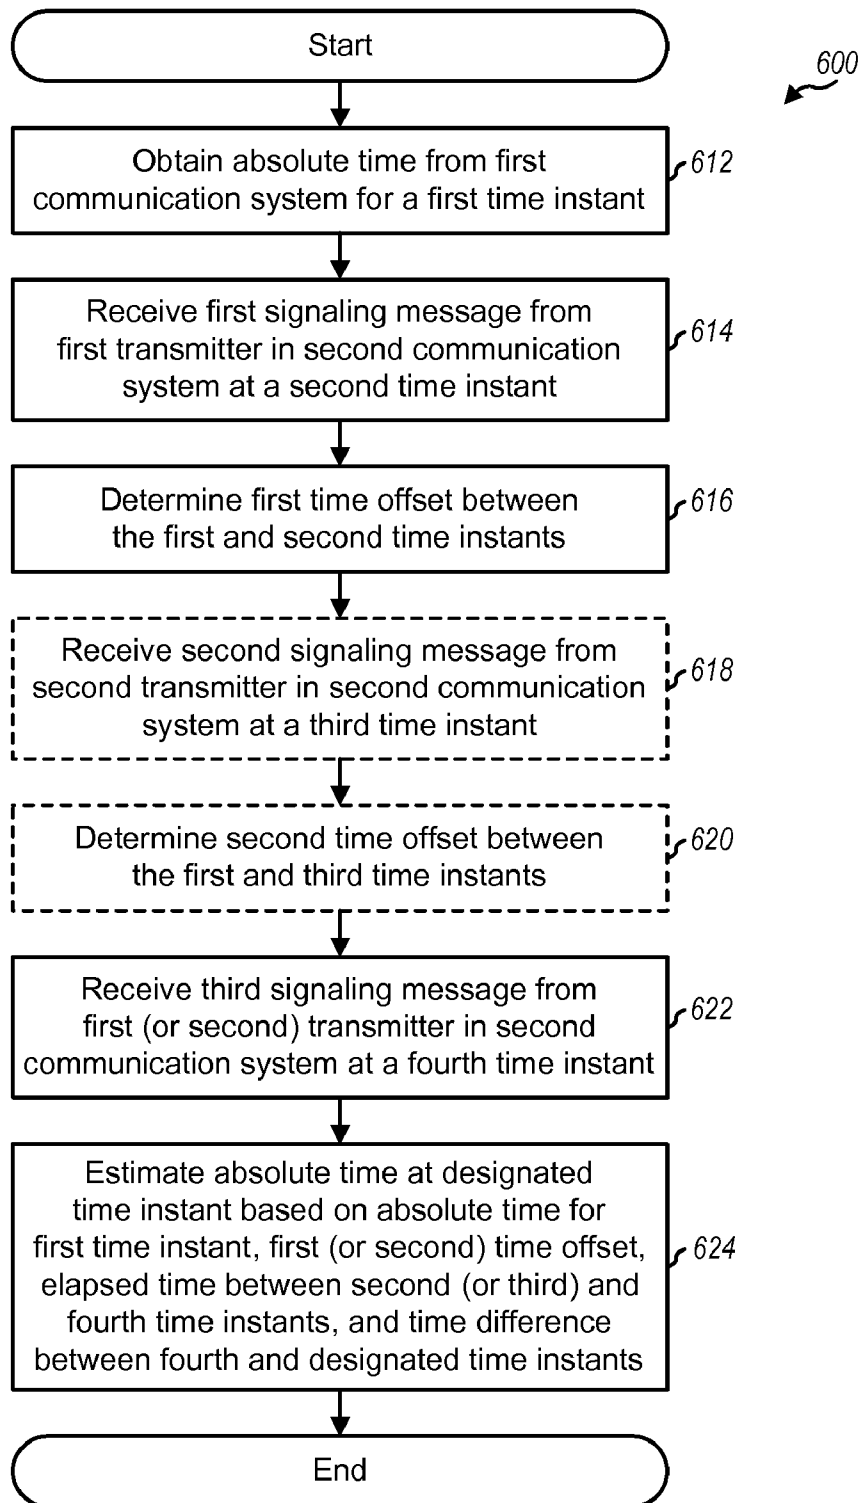 Start
600
Obtain absolute time from first
communication system for a first time instant
612
Receive first signaling message from
first transmitter in second communication
system at a second time instant
614
Determine first time offset between
the first and second time instants
616
Receive second signaling message from
second transmitter in second communication
system at a third time instant
618
Determine second time offset between
the first and third time instants
620
Receive third signaling message from
first (or second) transmitter in second
communication system at a fourth time instant
622
Estimate absolute time at designated
time instant based on absolute time for
first time instant, first (or second) time offset,
elapsed time between second (or third) and
fourth time instants, and time difference
between fourth and designated time instants
624
End